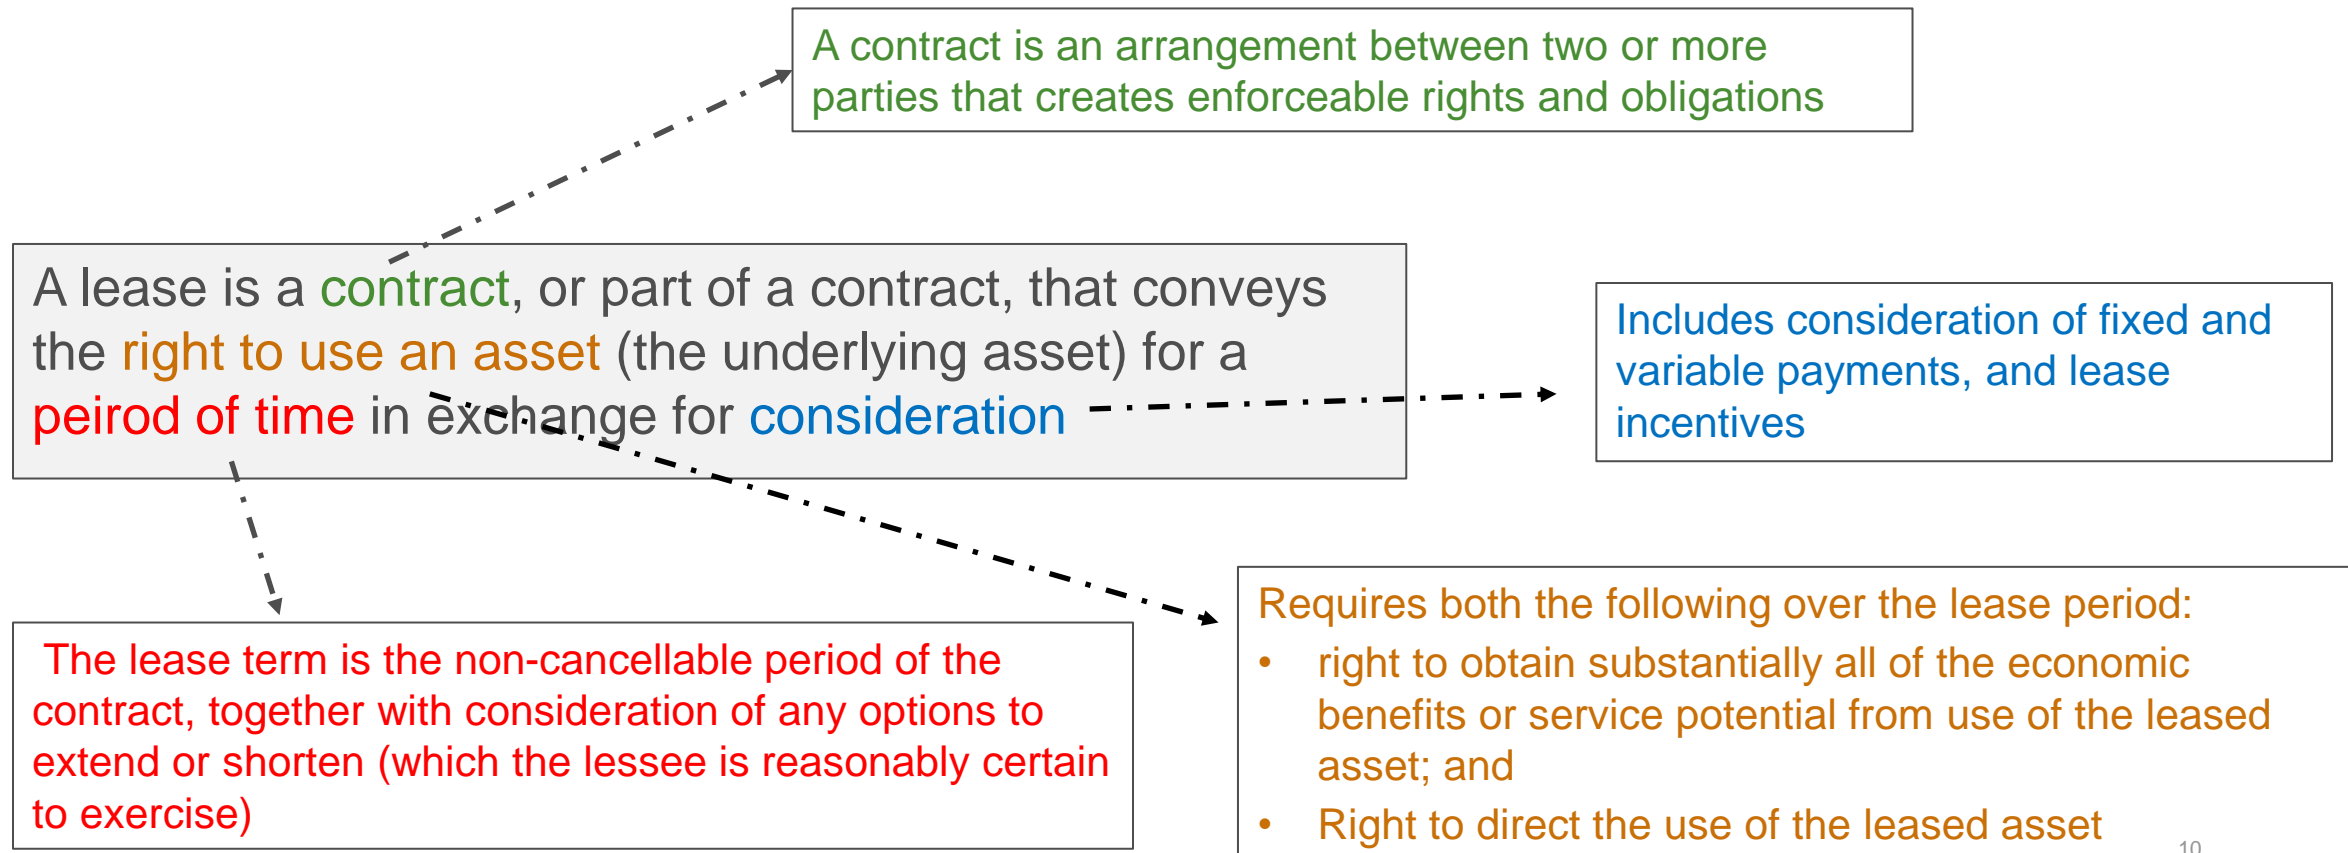 A contract is an arrangement between two or more
parties that creates enforceable rights and obligations
A lease is a contract, or part of a contract, that conveys
the right to use an asset (the underlying asset) for a
peirod of time in exchange for consideration
Includes consideration of fixed and
variable payments, and lease
incentives
The lease term is the non-cancellable period of the
contract, together with consideration of any options to
extend or shorten (which the lessee is reasonably certain
to exercise)
Requires both the following over the lease period:
• right to obtain substantially all of the economic
benefits or service potential from use of the leased
asset; and
• Right to direct the use of the leased asset
10